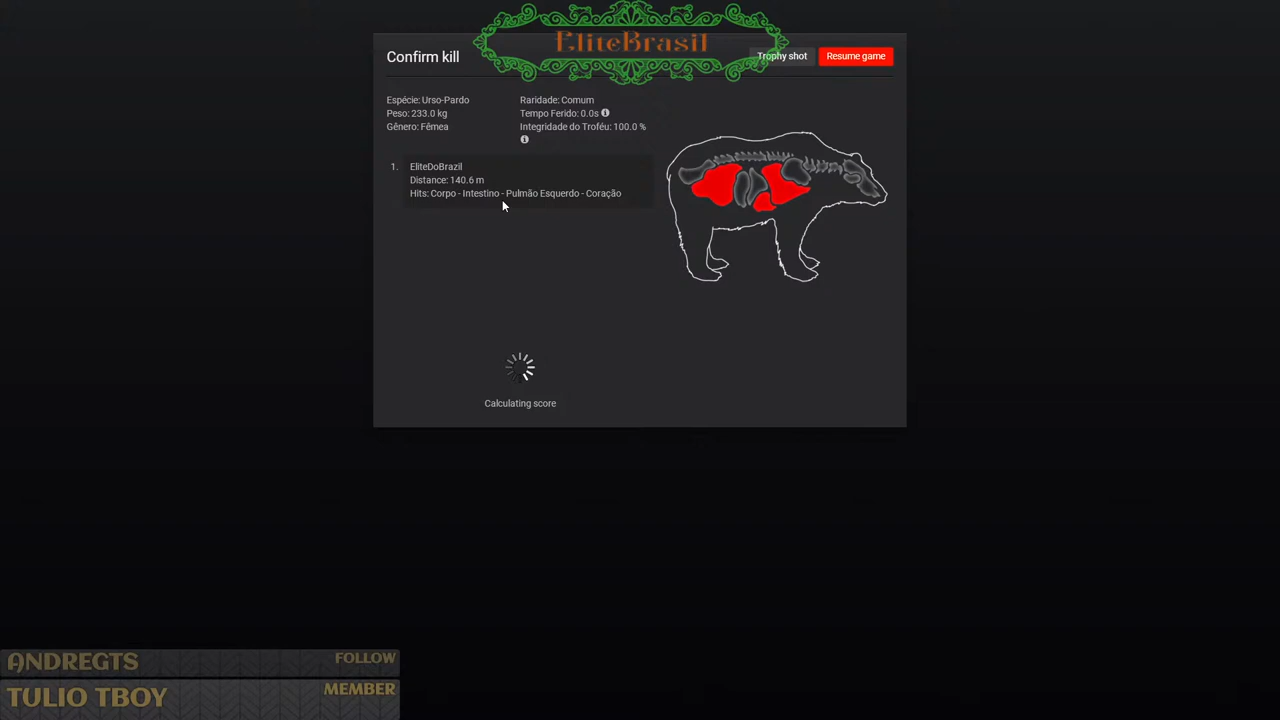 EliteBrasil
Confirm kill
Trophy shot
Resume game
Espécie: Urso-Pardo
Peso: 233.0 kg
Gênero: Fêmea
Raridade: Comum
Tempo Ferido: 0.0s
Integridade do Troféu: 100.0 %
1.
EliteDoBrazil
Distance: 140.6 m
Hits: Corpo - Intestino - Pulmão Esquerdo - Coração
Calculating score
ANDREGTS
FOLLOW
TULIO TBOY
MEMBER